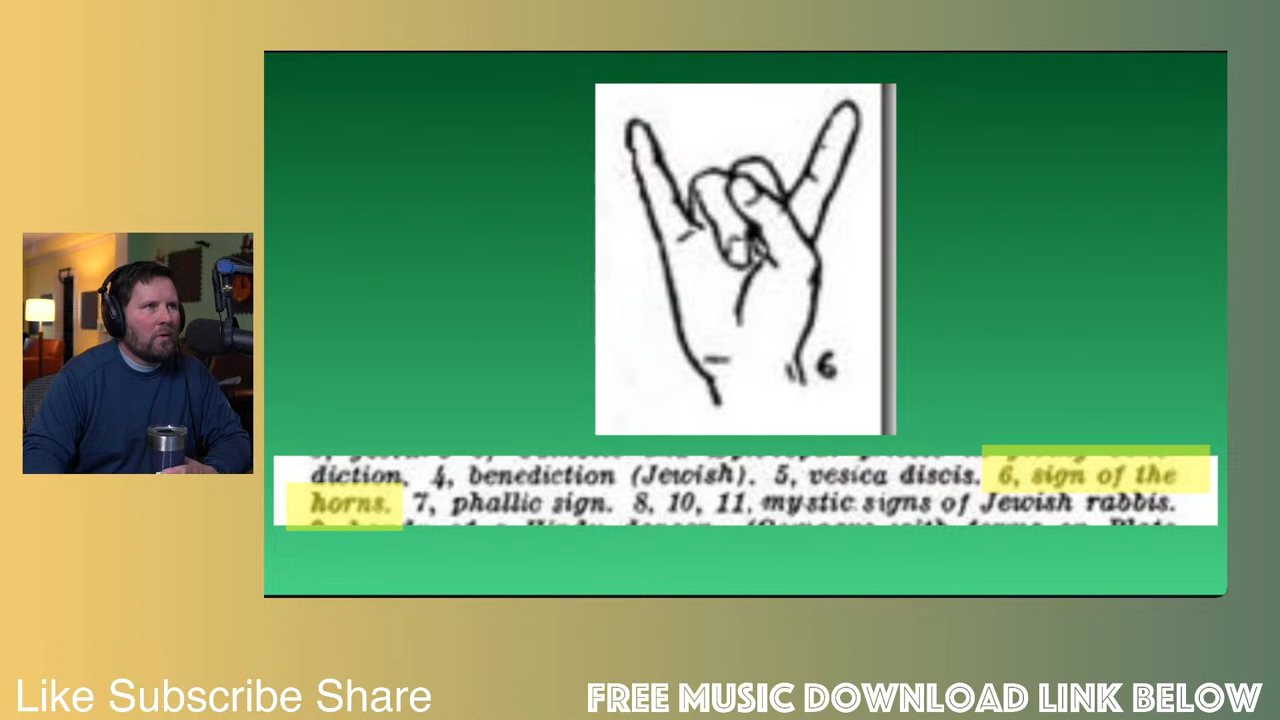 6
diction, 4, benediction (Jewish). 5, vesica discis. 6, sign of the
horns. 7, phallic sign. 8, 10, 11, mystic signs of Jewish rabbis.
Like Subscribe Share
FREE MUSIC DOWNLOAD LINK BELOW